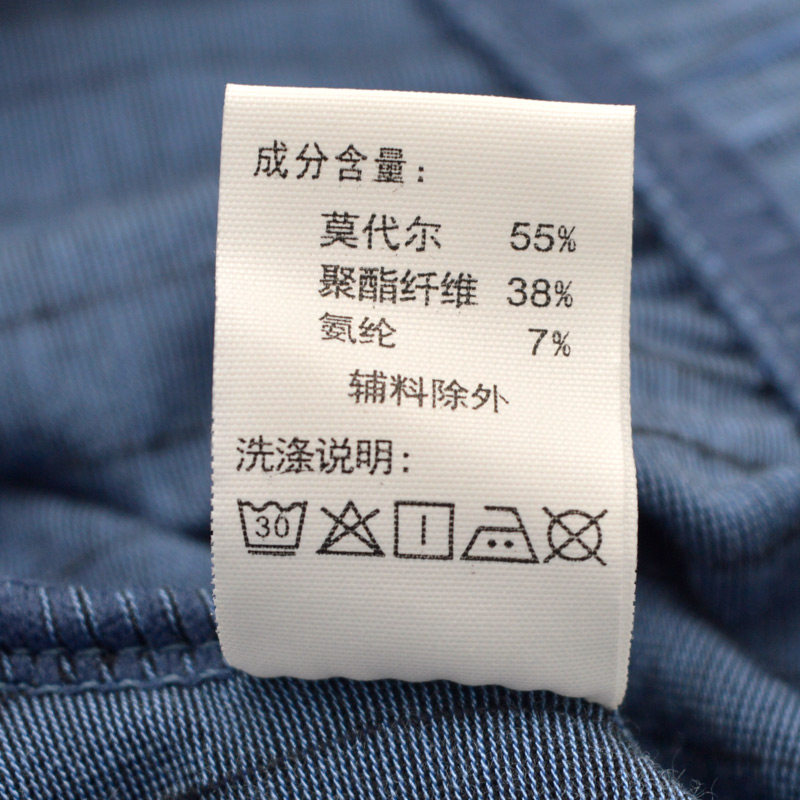 成分含量:
莫代尔 55%
聚酯纤维 38%
氨纶 7%
辅料除外
洗涤说明:
30